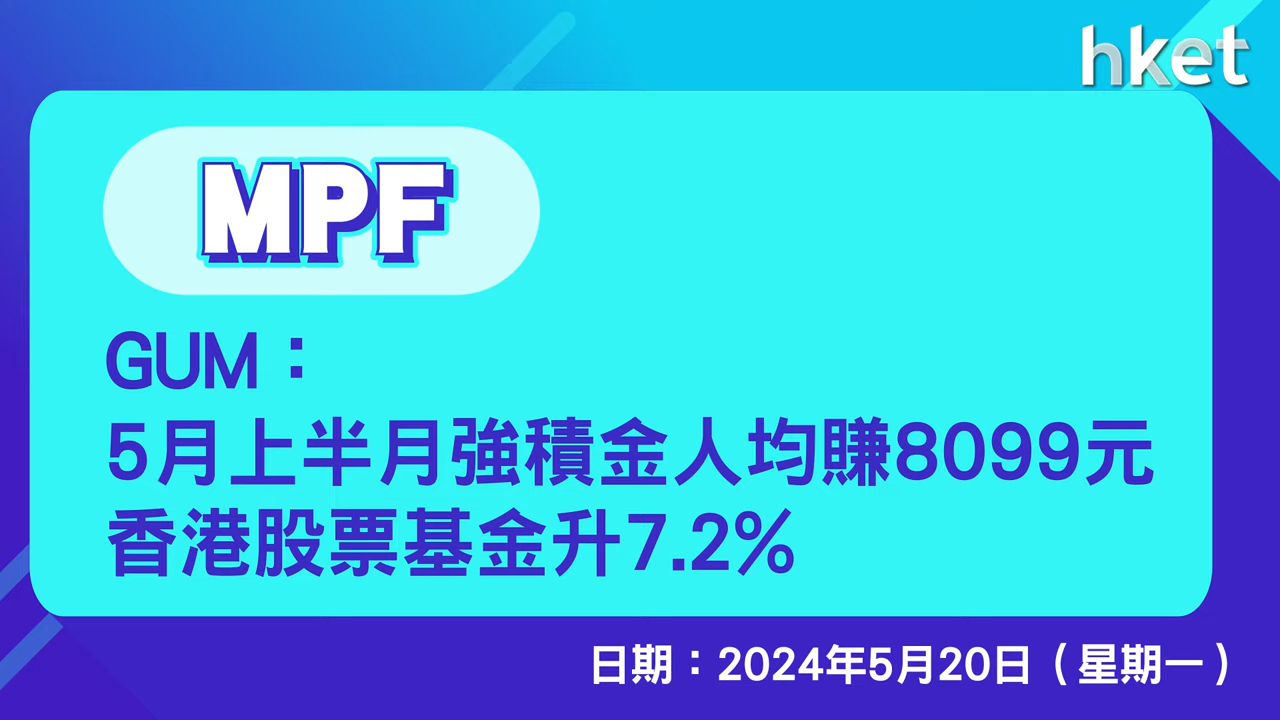 hket
MPF
GUM：
5月上半月強積金人均賺8099元
香港股票基金升7.2%
日期：2024年5月20日（星期一）